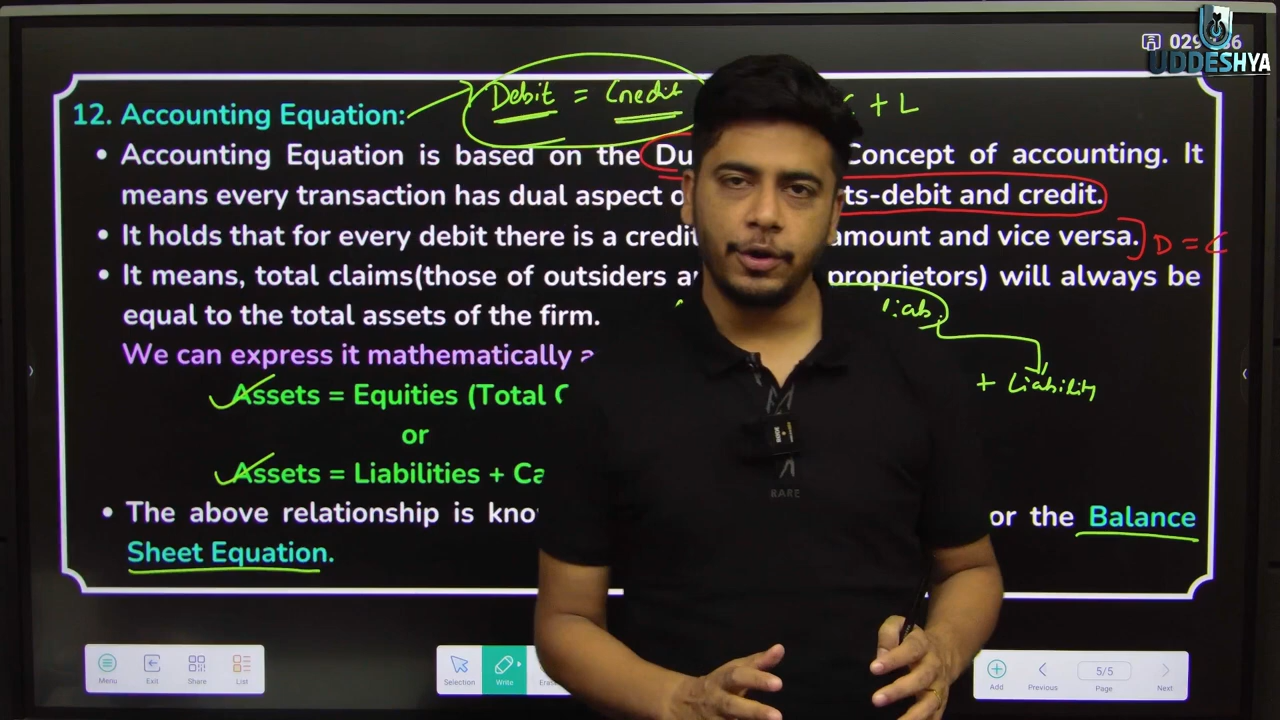 UDDESHYA
12. Accounting Equation: Debit = Credit + L
• Accounting Equation is based on the Du Concept of accounting. It
means every transaction has dual aspect o ts-debit and credit.
• It holds that for every debit there is a credit amount and vice versa. D = C
• It means, total claims(those of outsiders a proprietors) will always be
equal to the total assets of the firm. liab.
We can express it mathematically a
Assets = Equities (Total C + Liability
or
Assets = Liabilities + Ca
• The above relationship is kno or the Balance
Sheet Equation.
Menu Exit Share List Selection Write Erase Add Previous 5/5 Page Next
RARE